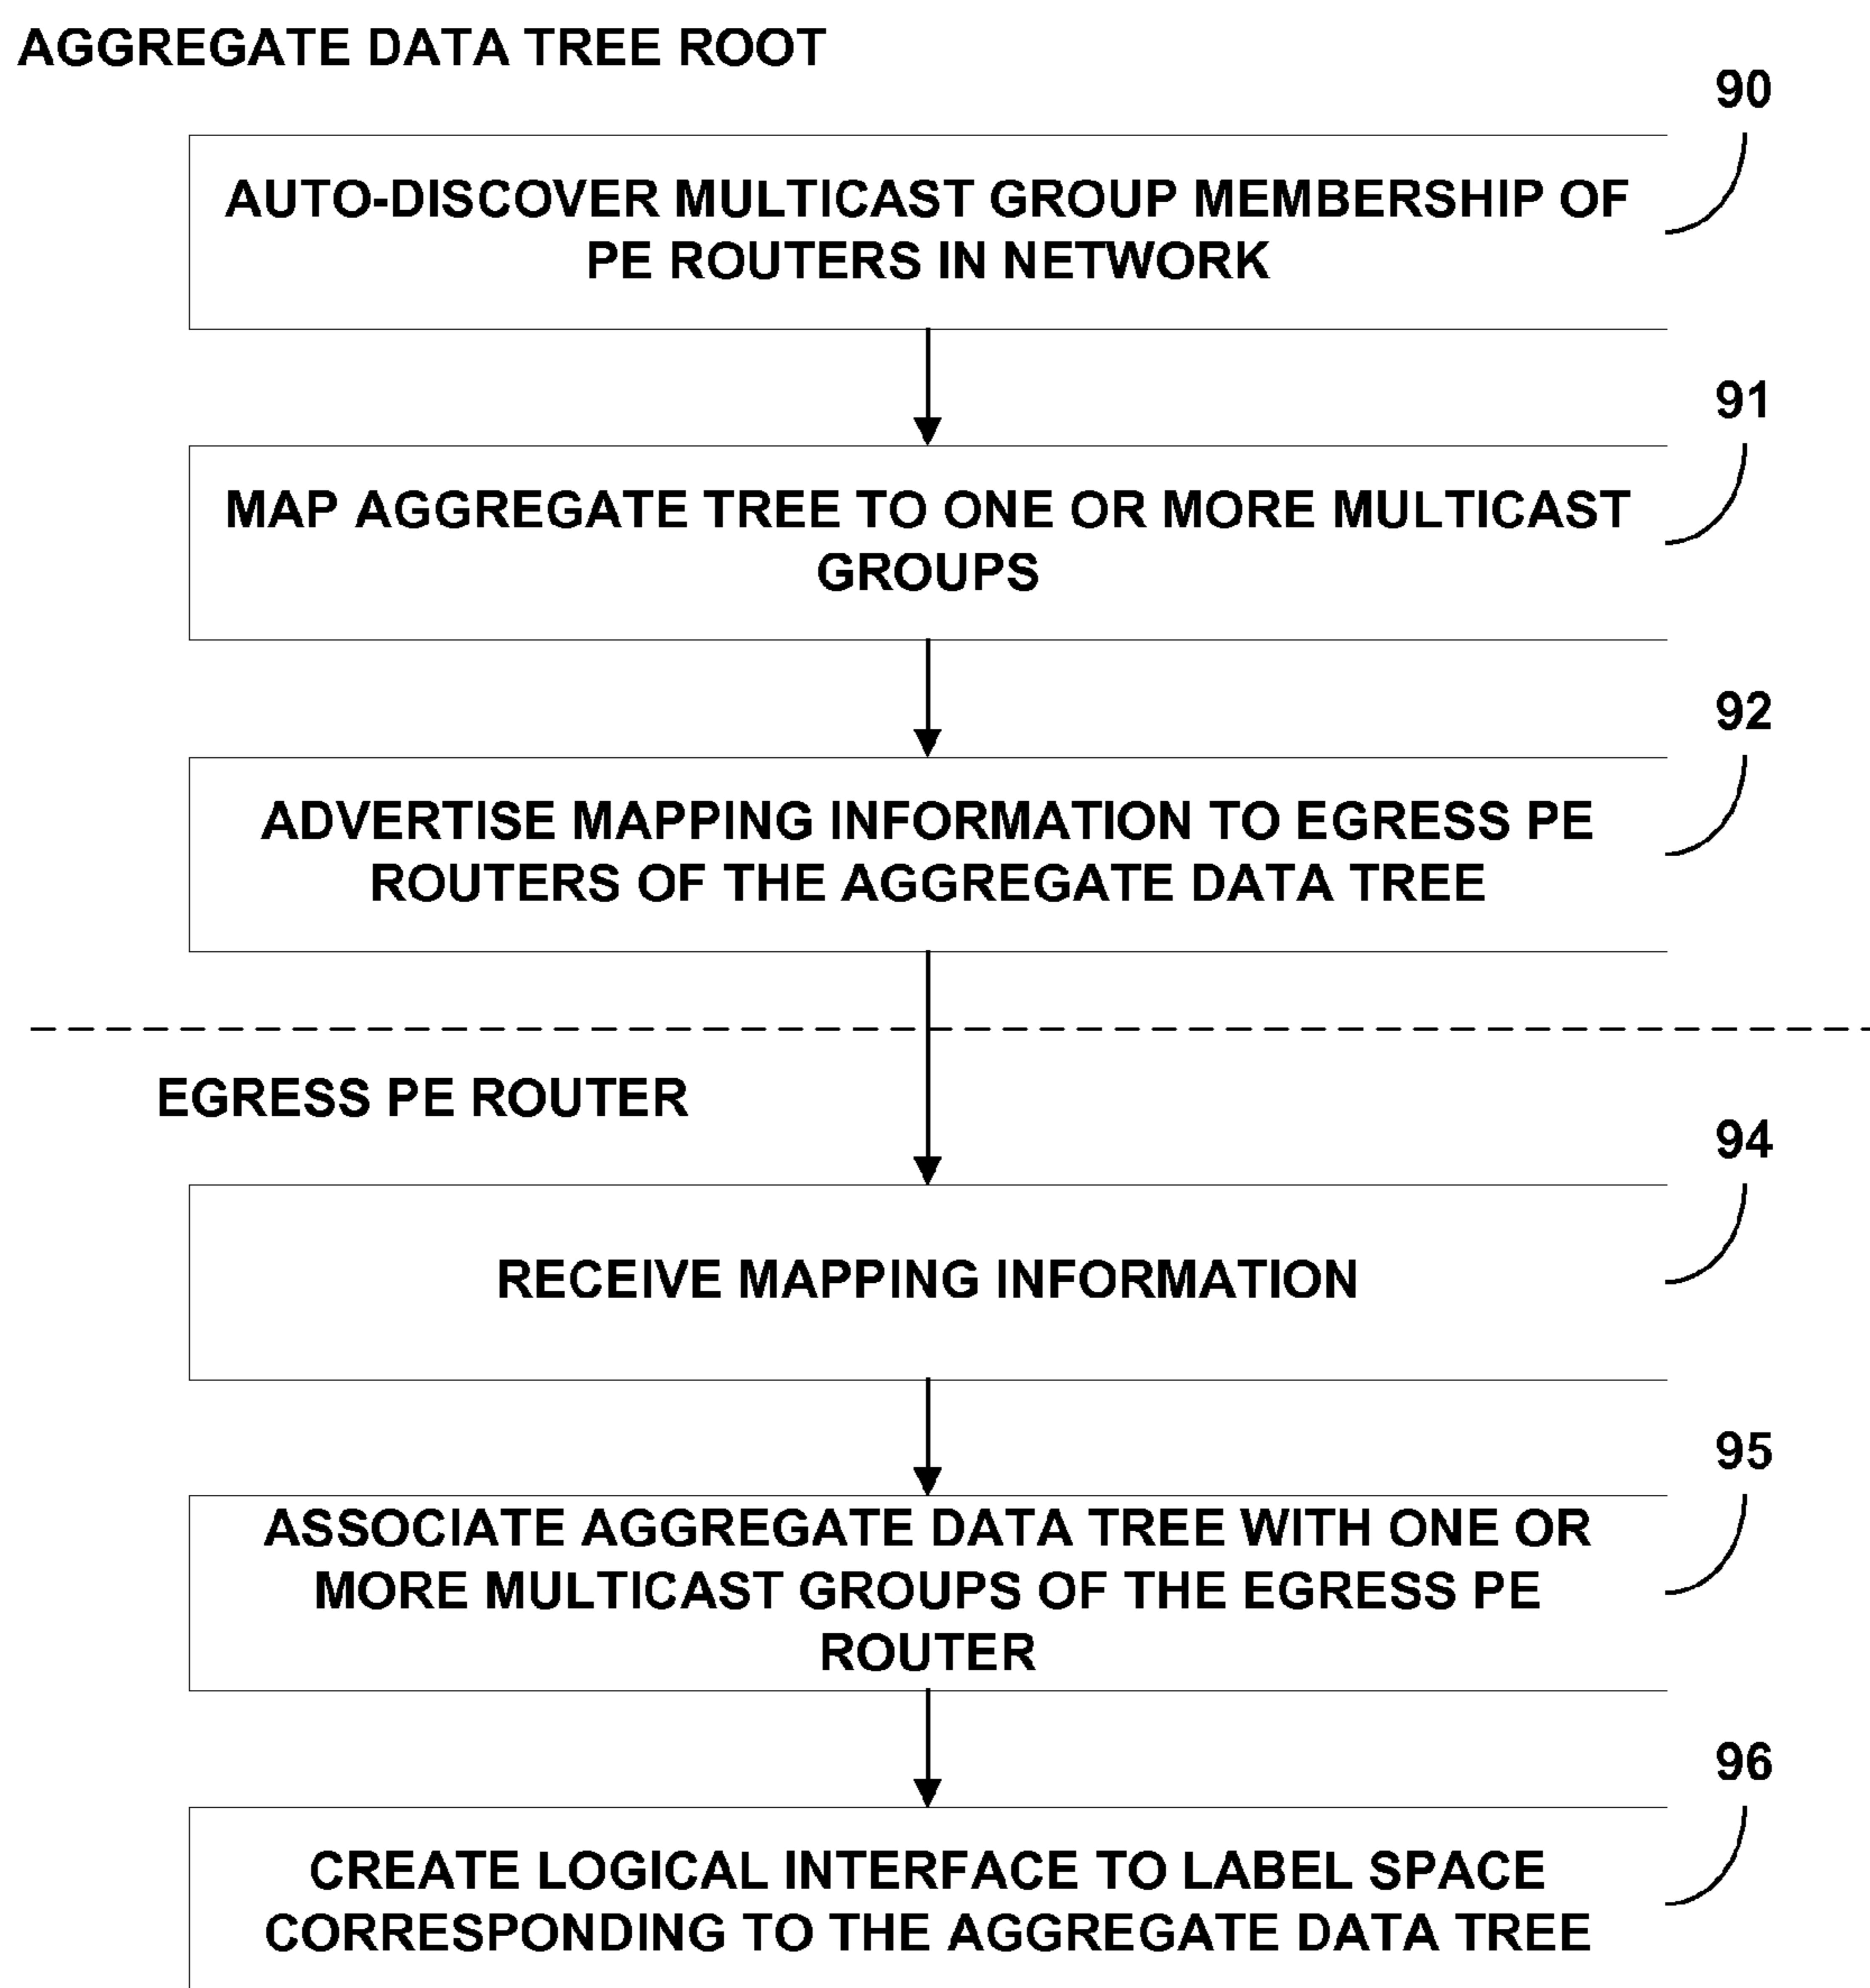 AGGREGATE DATA TREE ROOT
90
AUTO-DISCOVER MULTICAST GROUP MEMBERSHIP OF
PE ROUTERS IN NETWORK
91
MAP AGGREGATE TREE TO ONE OR MORE MULTICAST
GROUPS
92
ADVERTISE MAPPING INFORMATION TO EGRESS PE
ROUTERS OF THE AGGREGATE DATA TREE
EGRESS PE ROUTER
94
RECEIVE MAPPING INFORMATION
95
ASSOCIATE AGGREGATE DATA TREE WITH ONE OR
MORE MULTICAST GROUPS OF THE EGRESS PE
ROUTER
96
CREATE LOGICAL INTERFACE TO LABEL SPACE
CORRESPONDING TO THE AGGREGATE DATA TREE